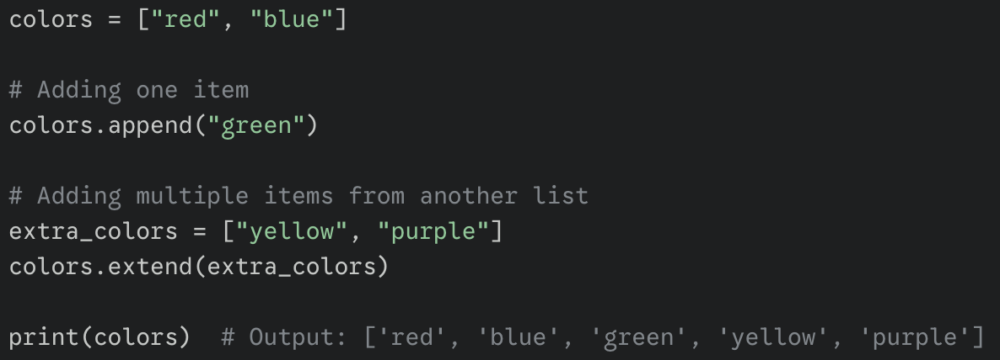 colors = ["red", "blue"]
# Adding one item
colors.append("green")
# Adding multiple items from another list
extra_colors = ["yellow", "purple"]
colors.extend(extra_colors)
print(colors)  # Output: ['red', 'blue', 'green', 'yellow', 'purple']